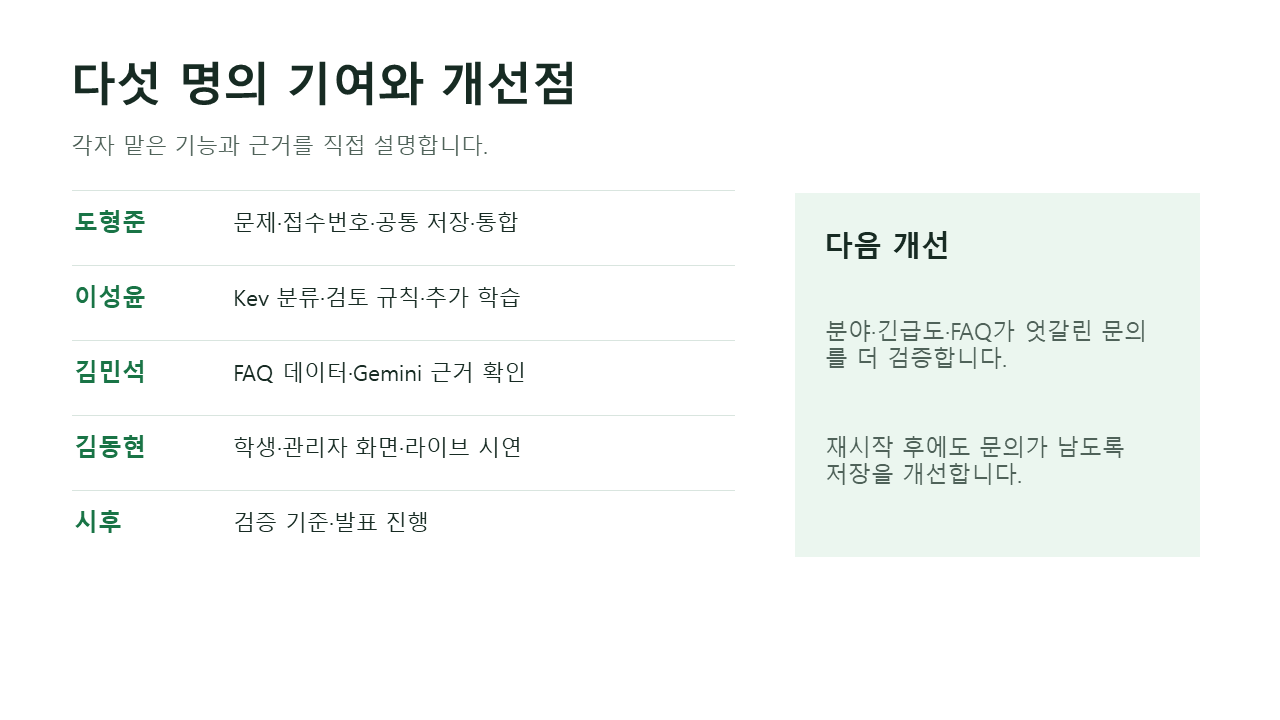 다섯 명의 기여와 개선점
각자 맡은 기능과 근거를 직접 설명합니다.
도형준 문제·접수번호·공통 저장·통합
이성윤 Kev 분류·검토 규칙·추가 학습
김민석 FAQ 데이터·Gemini 근거 확인
김동현 학생·관리자 화면·라이브 시연
시후 검증 기준·발표 진행
다음 개선
분야·긴급도·FAQ가 엇갈린 문의
를 더 검증합니다.
재시작 후에도 문의가 남도록
저장을 개선합니다.